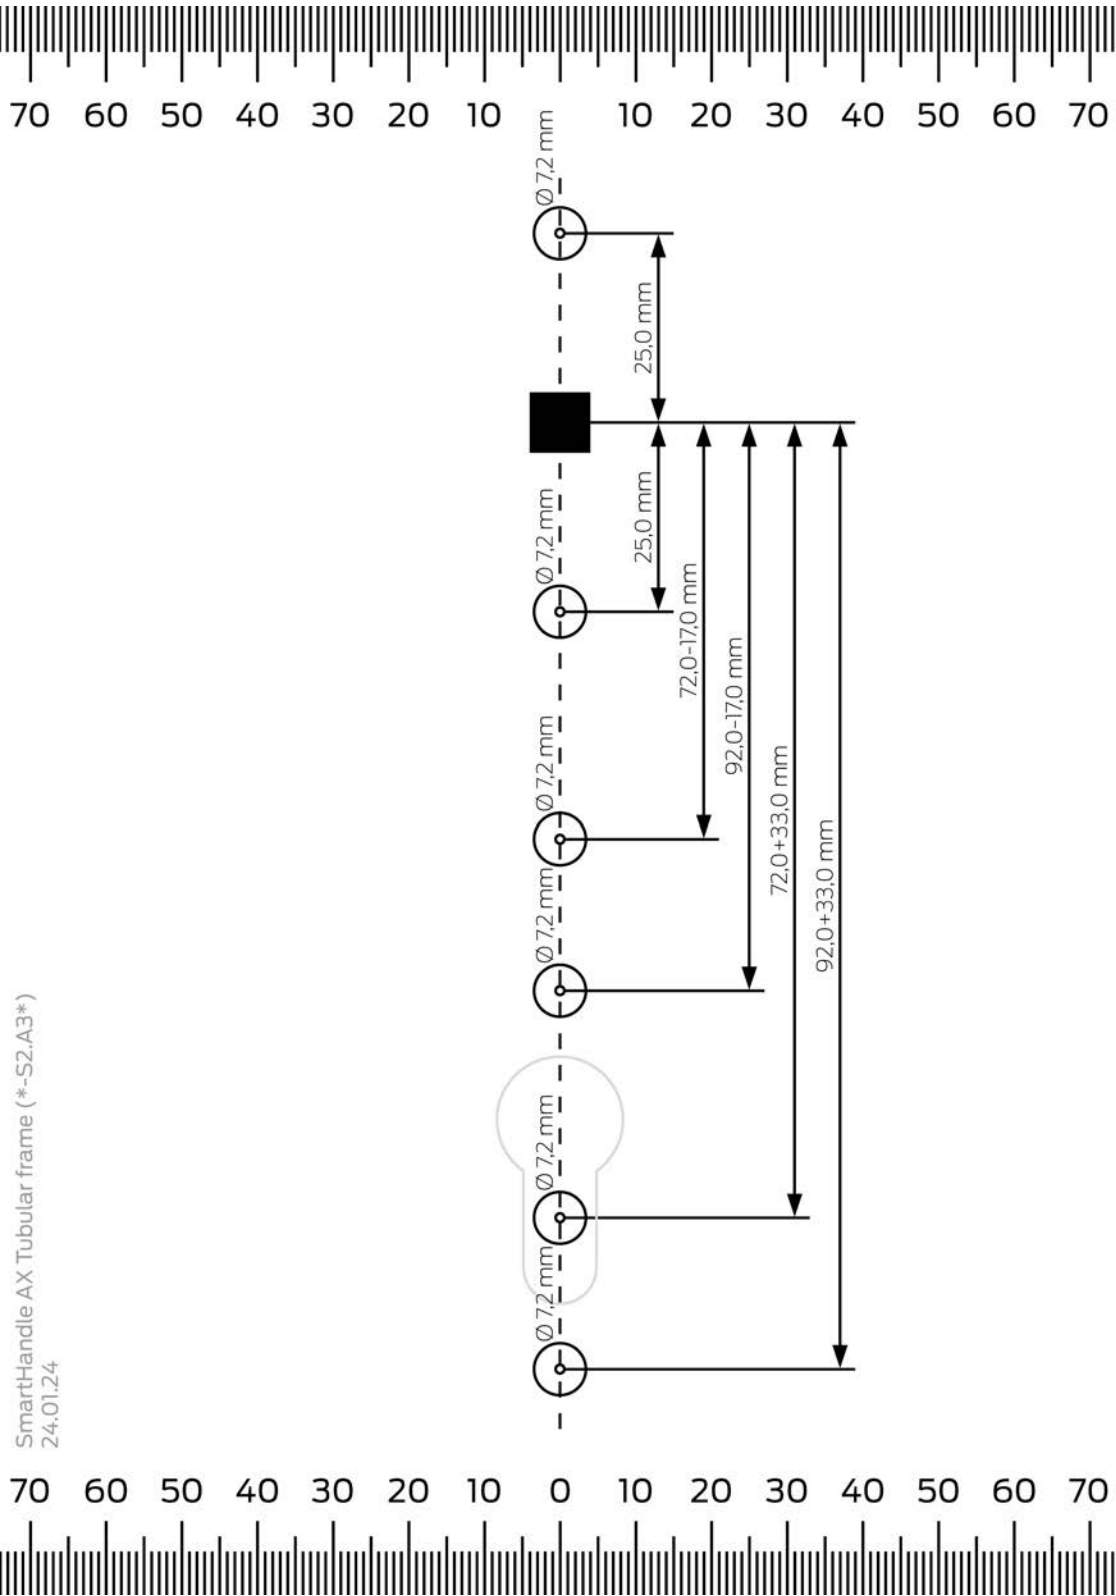 70 60 50 40 30 20 10 10 20 30 40 50 60 70
Ø 7,2 mm
25,0 mm
25,0 mm
Ø 7,2 mm
72,0-17,0 mm
92,0-17,0 mm
Ø 7,2 mm
72,0+33,0 mm
92,0+33,0 mm
Ø 7,2 mm
Ø 7,2 mm
Ø 7,2 mm
SmartHandle AX Tubular frame (*-S2.A3*)
24.01.24
70 60 50 40 30 20 10 0 10 20 30 40 50 60 70